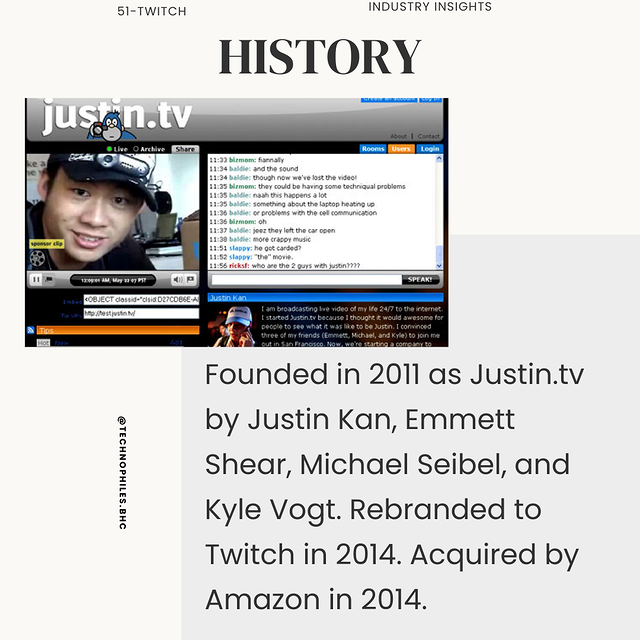 51-TWITCH
INDUSTRY INSIGHTS
HISTORY
justin.tv
Create an account
Log in
About | Contact
Live Archive Share
Rooms Users Login
11:33 bizmom: fiannally
11:34 baldie: and the sound
11:34 baldie: though now we've lost the video!
11:35 bizmom: they could be having some techniqual problems
11:35 baldie: naah this happens a lot
11:35 baldie: something about the laptop heating up
11:36 baldie: or problems with the cell communication
11:36 bizmom: oh
11:37 baldie: jeez they left the car open
11:38 baldie: more crappy music
11:51 slappy: he got carded?
11:52 slappy: "the" movie.
11:56 ricksf: who are the 2 guys with justin????
sponsor clip
12:09:01 AM, May 22 07 PST
SPEAK!
Embed
<OBJECT classid="clsid:D27CDB6E-A
http://test.justin.tv/
Justin Kan
I am broadcasting live video of my life 24/7 to the internet.
I started Justin.tv because I thought it would awesome for
people to see what it was like to be Justin. I convinced
three of my friends (Emmett, Michael, and Kyle) to join me
out in San Francisco. Now, we're starting a company to
Tips
Hot New Add
Founded in 2011 as Justin.tv
by Justin Kan, Emmett
Shear, Michael Seibel, and
Kyle Vogt. Rebranded to
Twitch in 2014. Acquired by
Amazon in 2014.
@TECHNOPHILES.BHC